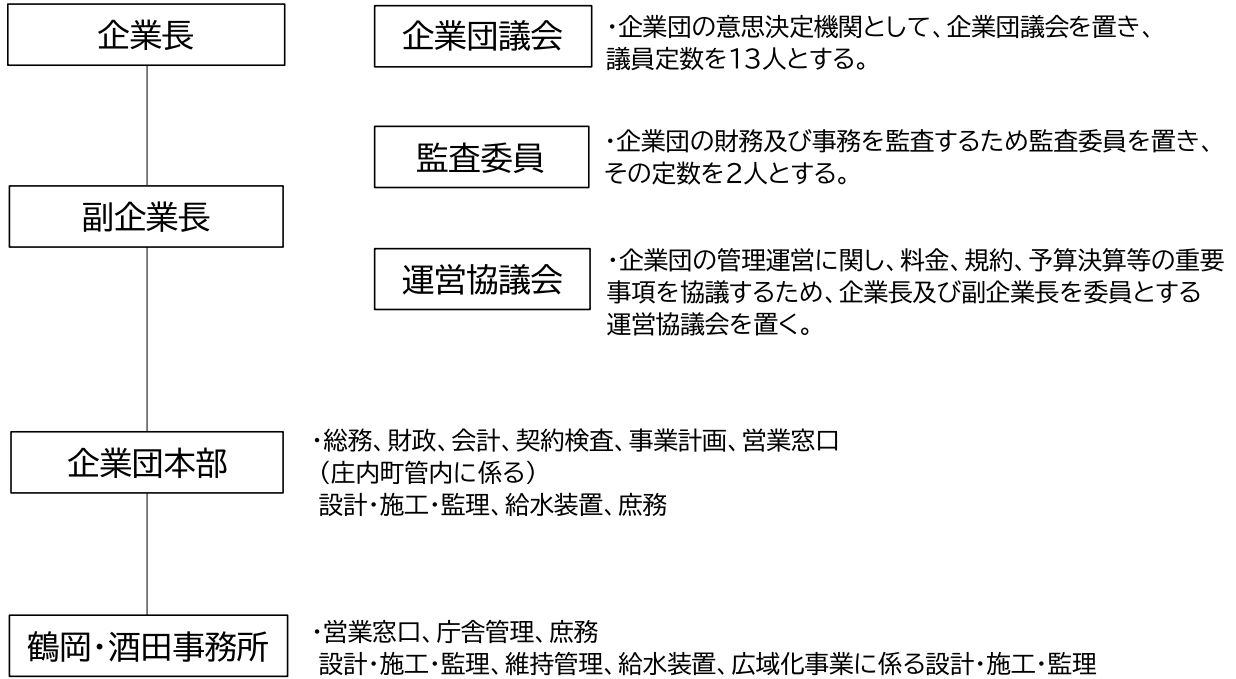 企業長
企業団議会
・企業団の意思決定機関として、企業団議会を置き、
議員定数を13人とする。
監査委員
・企業団の財務及び事務を監査するため監査委員を置き、
その定数を2人とする。
副企業長
運営協議会
・企業団の管理運営に関し、料金、規約、予算決算等の重要
事項を協議するため、企業長及び副企業長を委員とする
運営協議会を置く。
企業団本部
・総務、財政、会計、契約検査、事業計画、営業窓口
(庄内町管内に係る)
設計・施工・監理、給水装置、庶務
鶴岡・酒田事務所
・営業窓口、庁舎管理、庶務
設計・施工・監理、維持管理、給水装置、広域化事業に係る設計・施工・監理